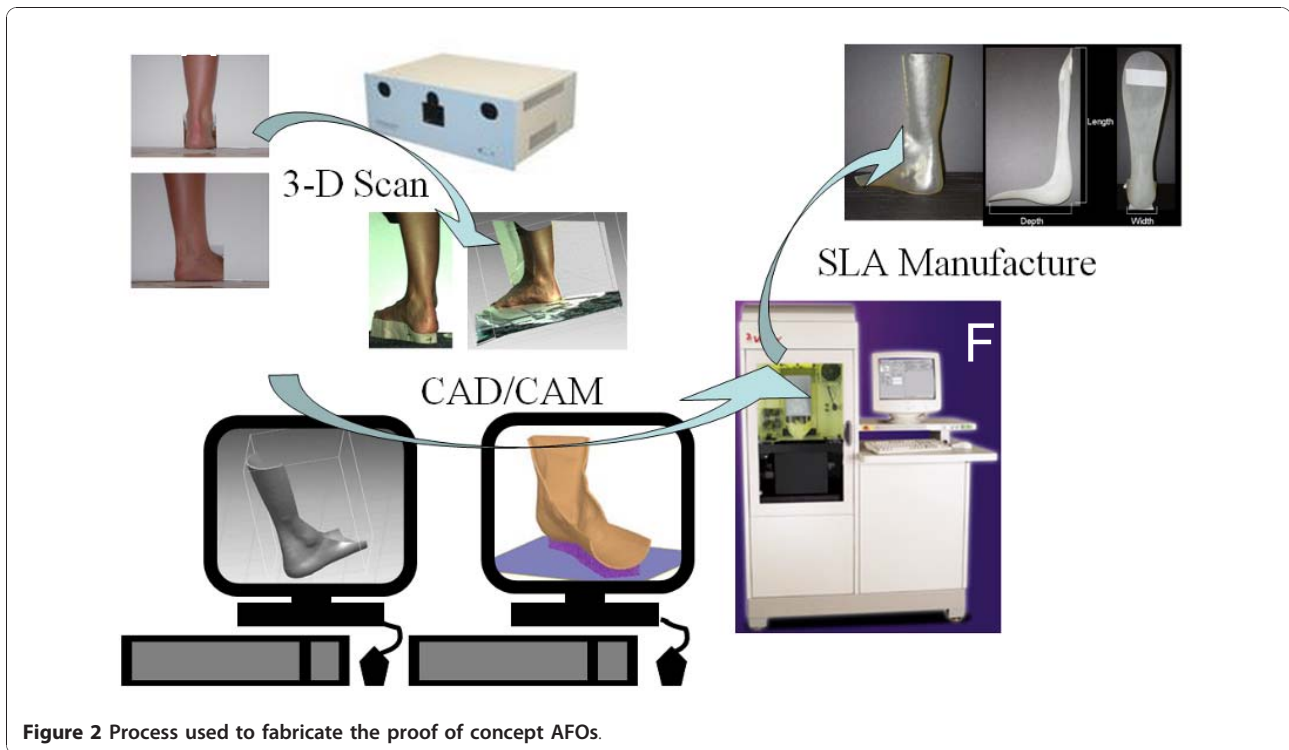 3-D Scan
Length
Depth
Width
SLA Manufacture
F
CAD/CAM
Figure 2 Process used to fabricate the proof of concept AFOs.